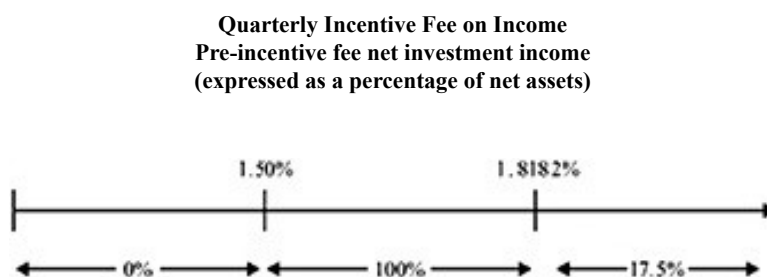 Quarterly Incentive Fee on Income
Pre-incentive fee net investment income
(expressed as a percentage of net assets)
1.50% 1.8182%
0% 100% 17.5%